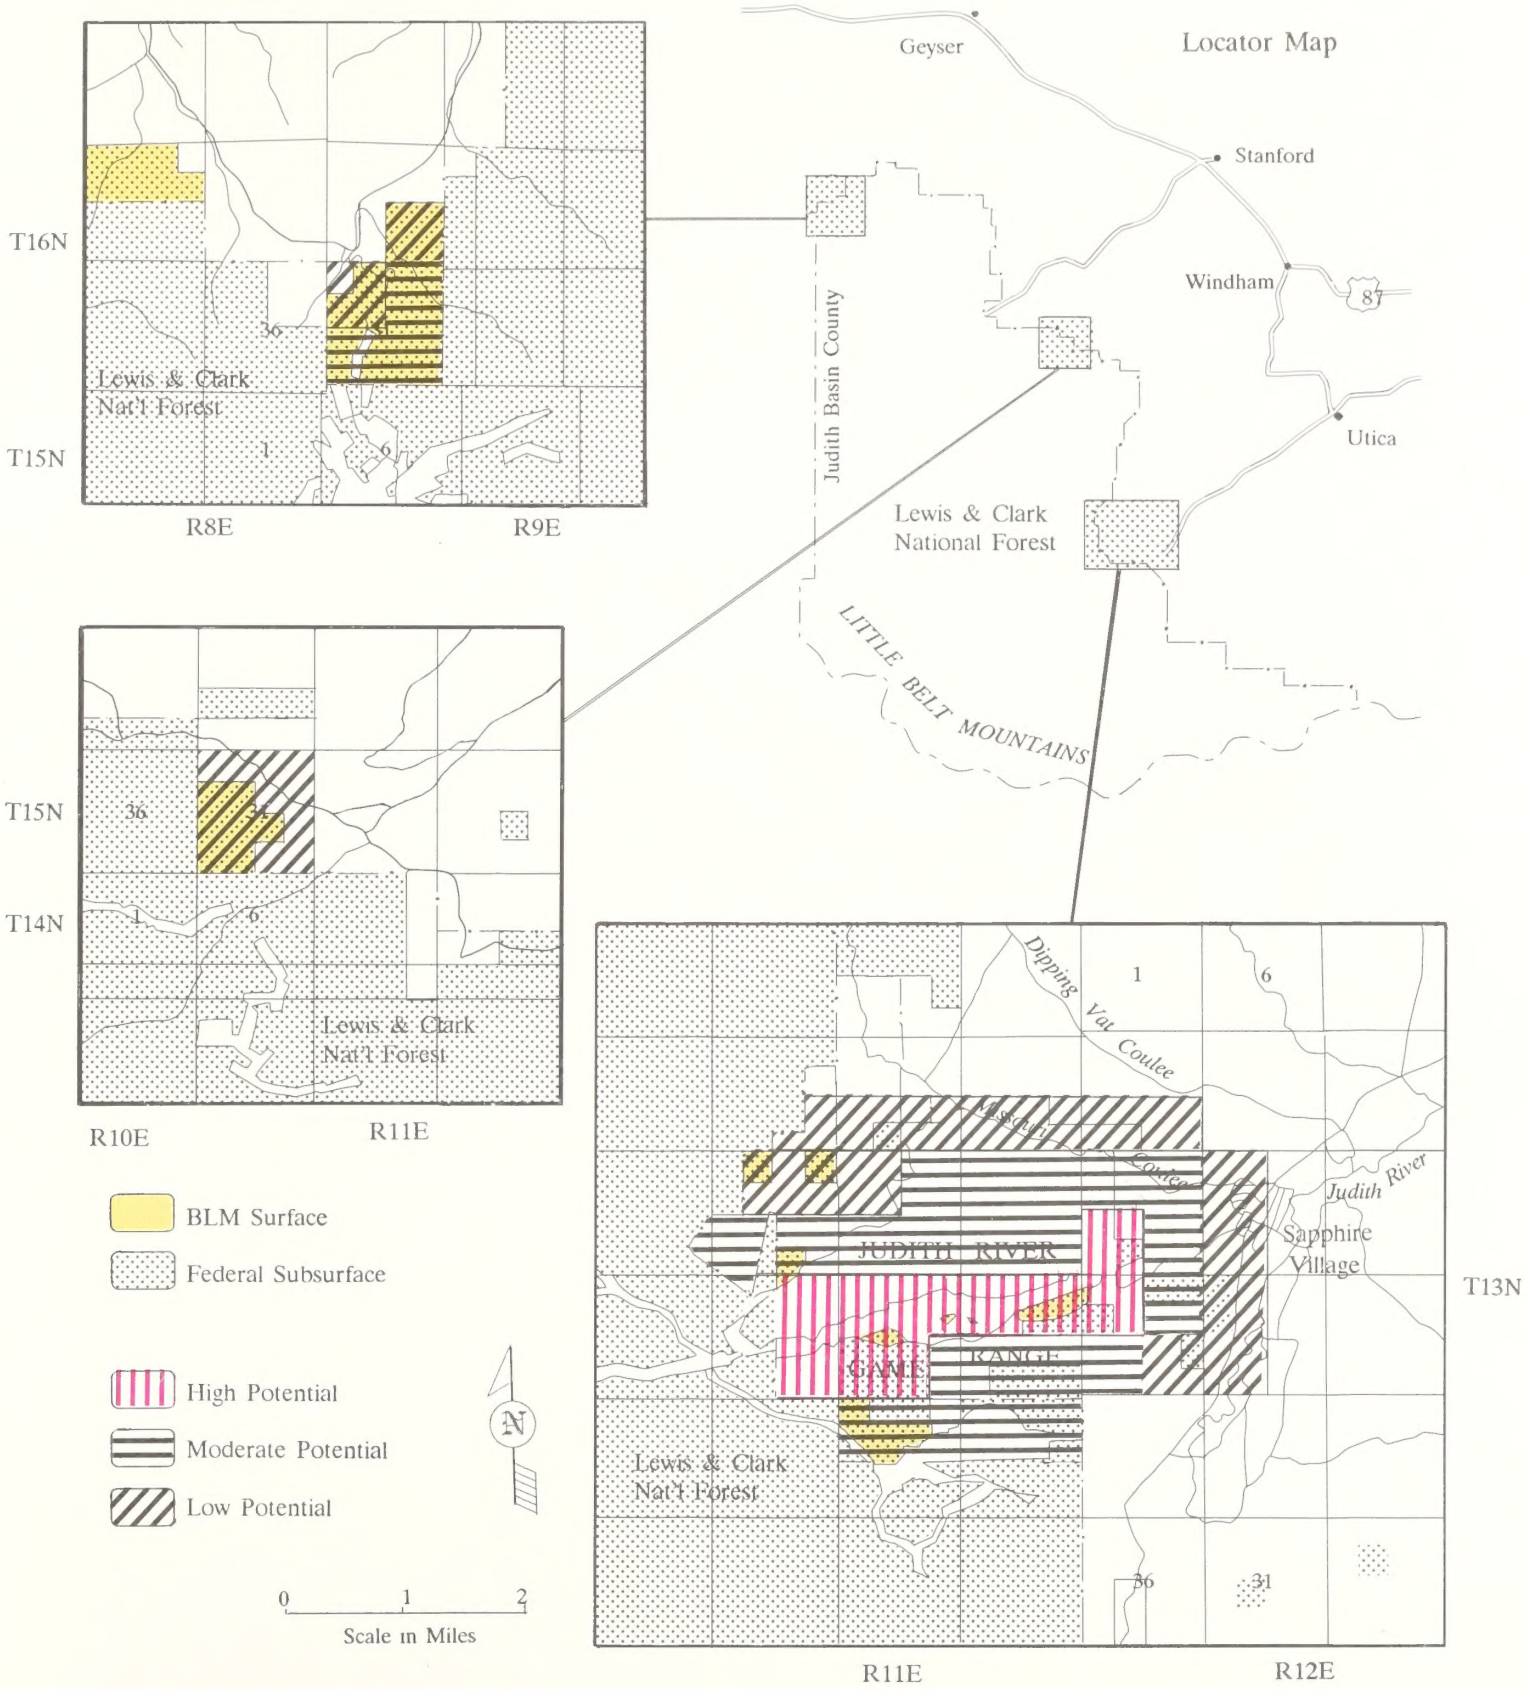 Locator Map
Geyser
Stanford
Windham
87
Utica
Judith Basin County
Lewis & Clark
National Forest
LITTLE BELT MOUNTAINS
T16N
36
31
Lewis & Clark
Nat'l Forest
T15N
1
6
R8E
R9E
T15N
36
31
T14N
1
6
Lewis & Clark
Nat'l Forest
R10E
R11E
Dipping Vat Coulee
1
6
Missouri Coulee
Judith River
Sapphire
Village
JUDITH RIVER
T13N
GAME RANGE
Lewis & Clark
Nat'l Forest
36
31
R11E
R12E
BLM Surface
Federal Subsurface
High Potential
Moderate Potential
Low Potential
N
0 1 2
Scale in Miles